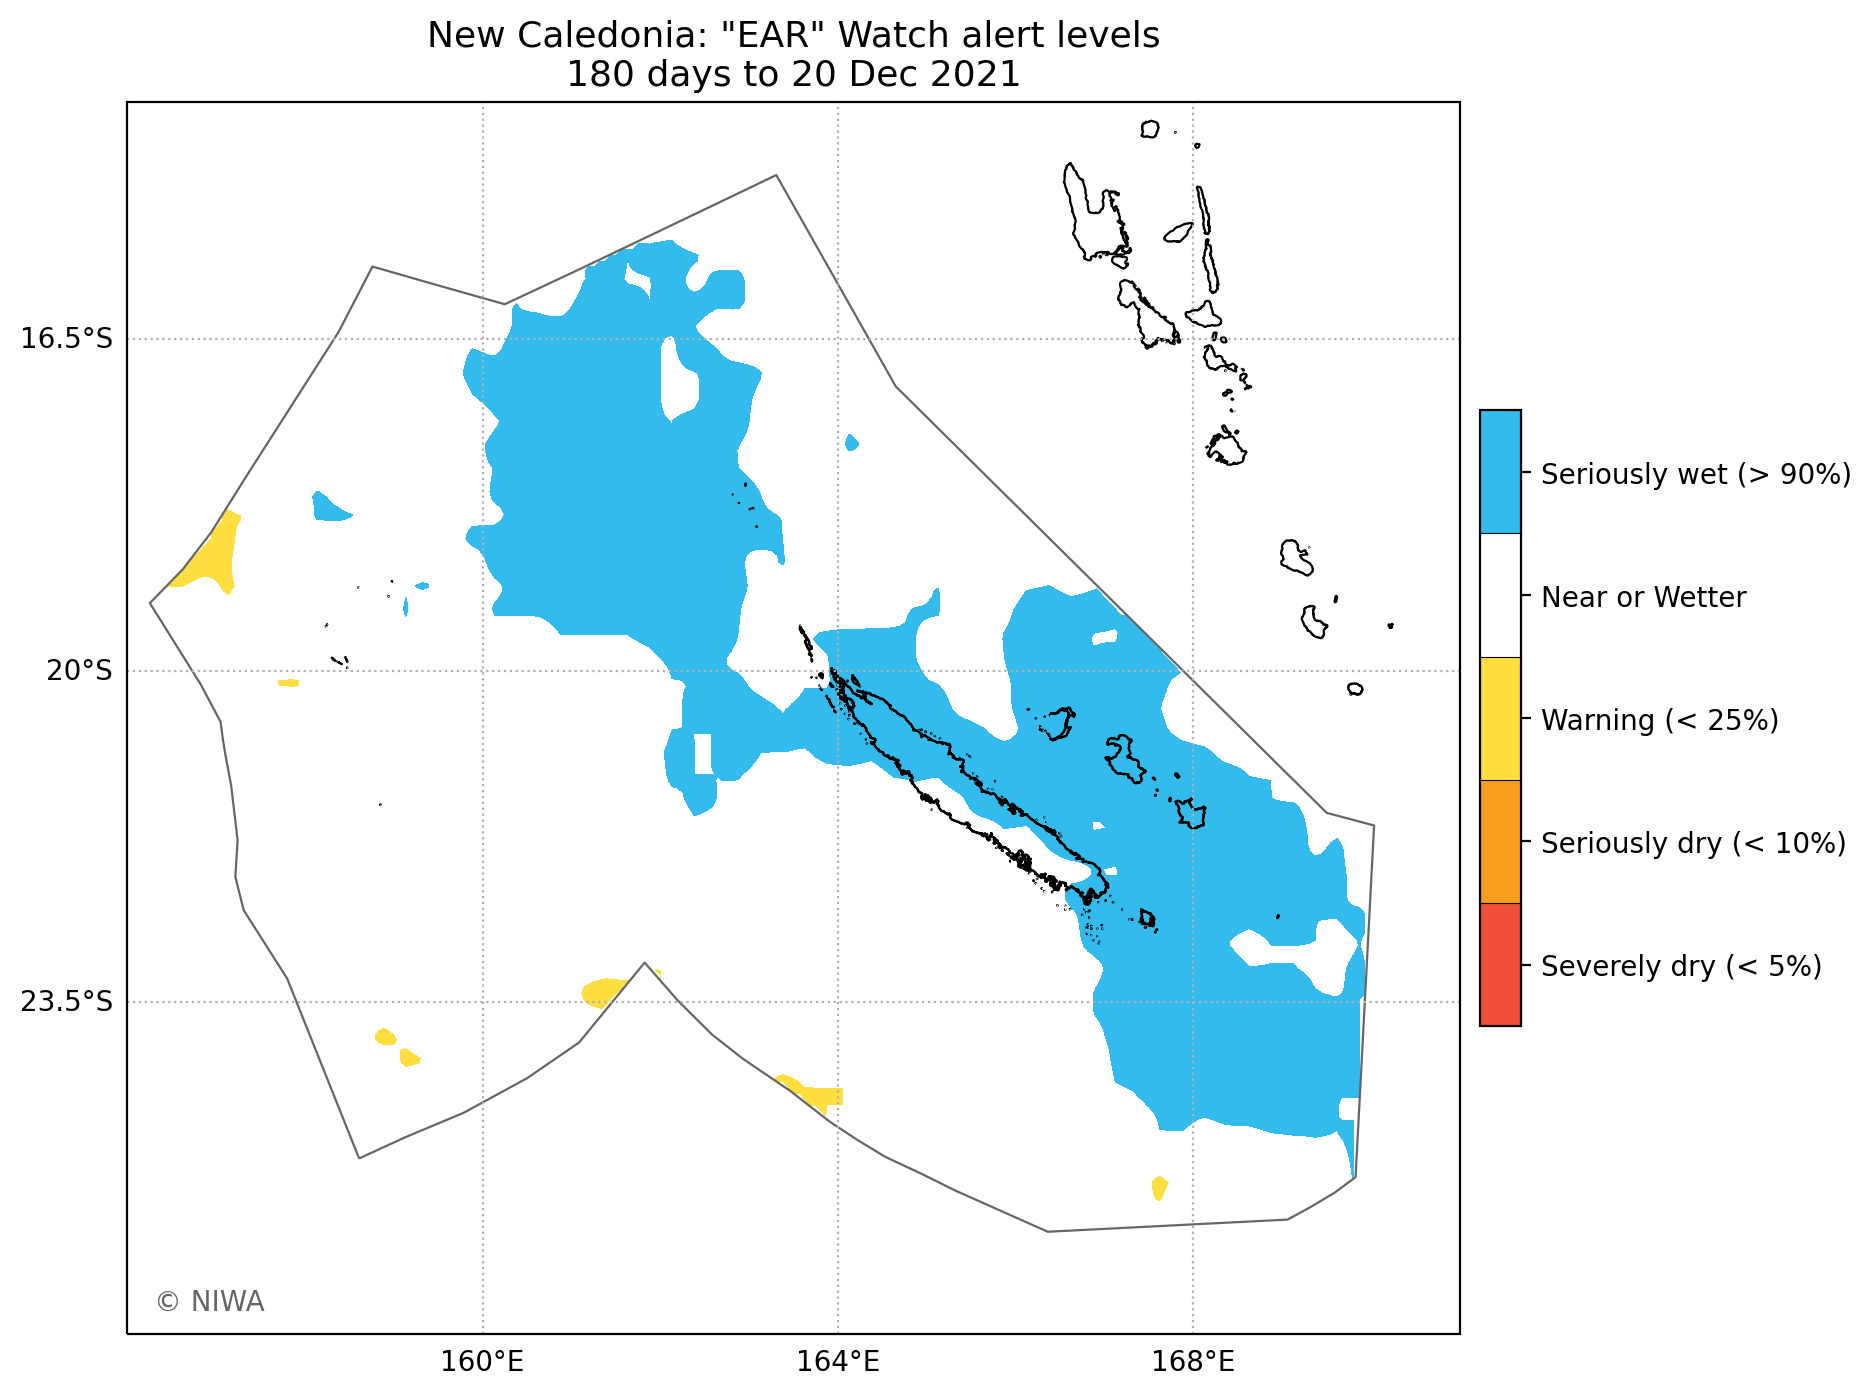 New Caledonia: "EAR" Watch alert levels
180 days to 20 Dec 2021
16.5°S
20°S
23.5°S
160°E
164°E
168°E
Seriously wet (> 90%)
Near or Wetter
Warning (< 25%)
Seriously dry (< 10%)
Severely dry (< 5%)
© NIWA